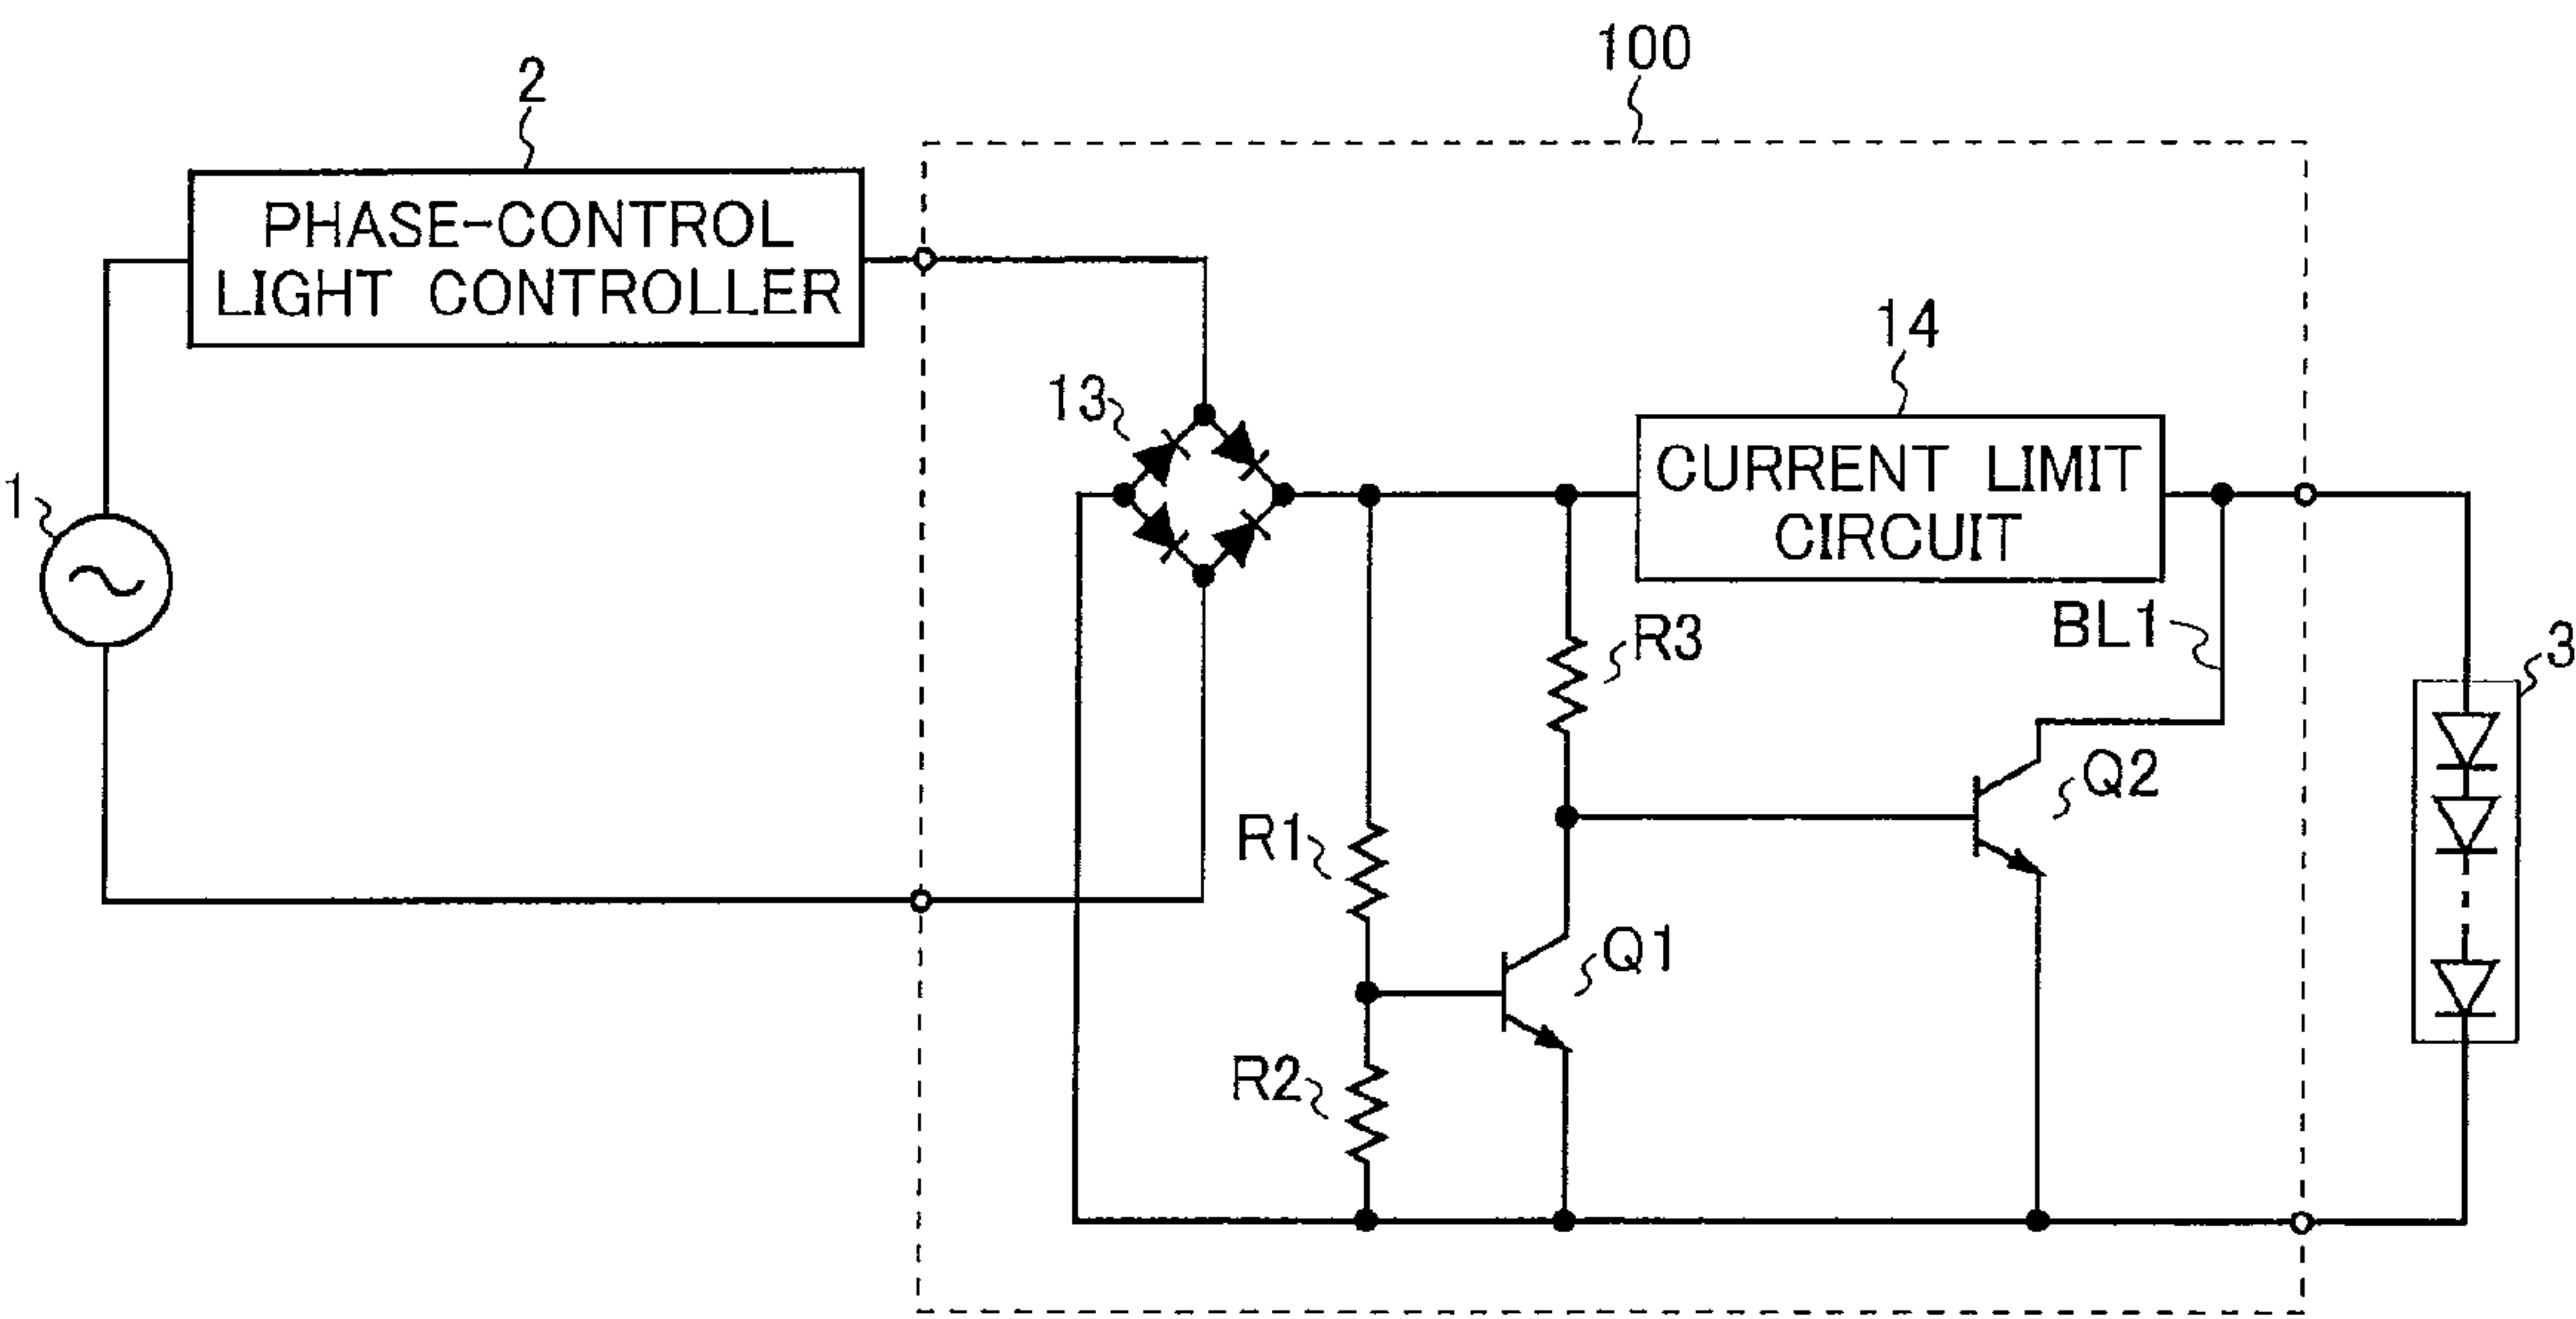 100
2
PHASE-CONTROL
LIGHT CONTROLLER
14
13
CURRENT LIMIT
CIRCUIT
1
BL1
R3
3
Q2
R1
Q1
R2